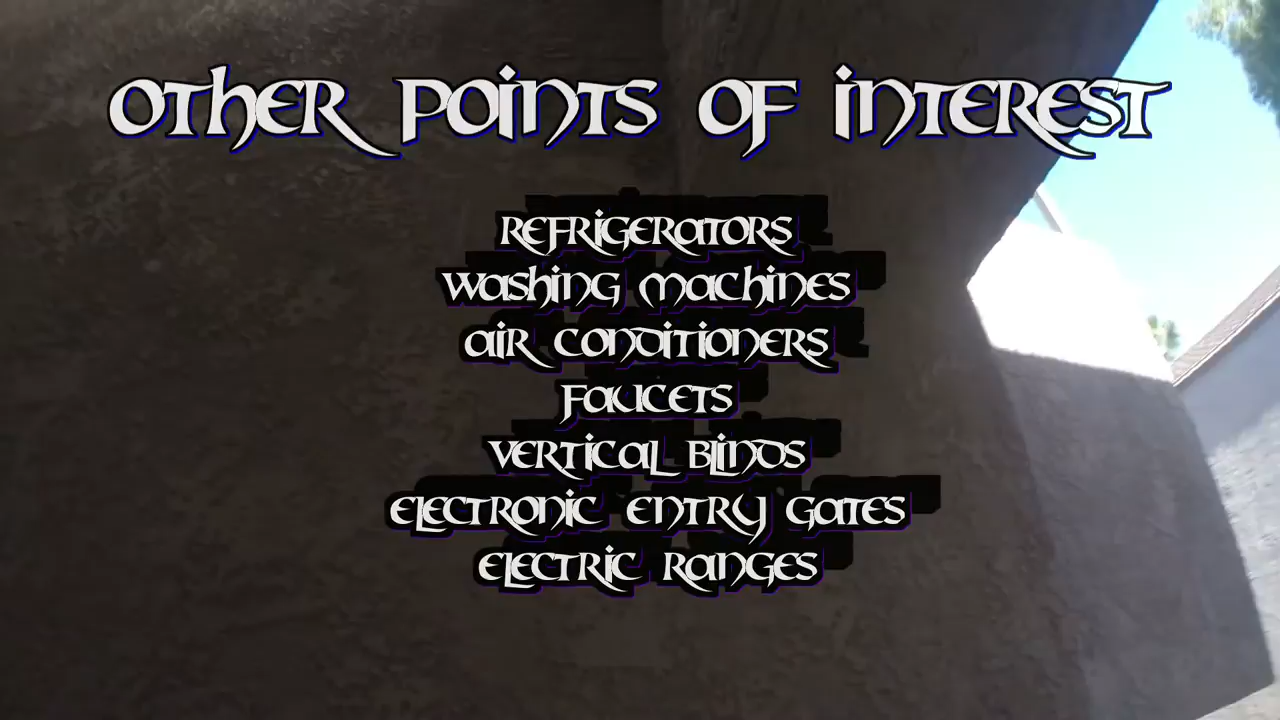 OTHER POINTS OF INTEREST
REFRIGERATORS
WASHING MACHINES
AIR CONDITIONERS
FAUCETS
VERTICAL BLINDS
ELECTRONIC ENTRY GATES
ELECTRIC RANGES